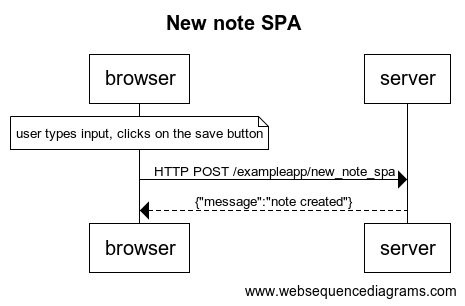 New note SPA
browser
server
user types input, clicks on the save button
HTTP POST /exampleapp/new_note_spa
{"message":"note created"}
browser
server
www.websequencediagrams.com